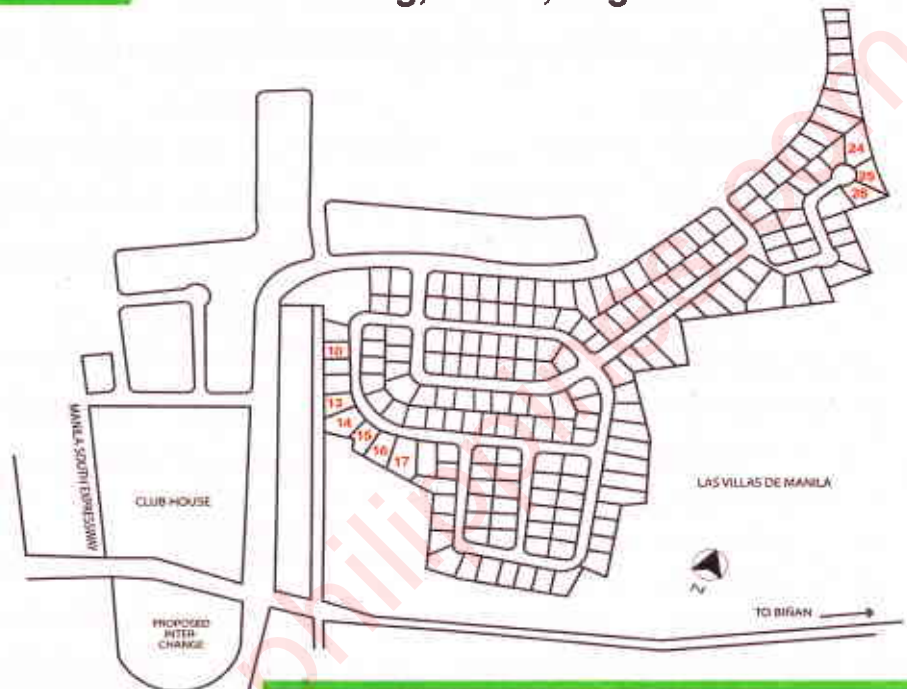 24
25
26
10
13
14
15
16
17
MANILA SOUTH EXPRESSWAY
CLUB HOUSE
LAS VILLAS DE MANILA
N
TO BIÑAN
PROPOSED
INTER-
CHANGE